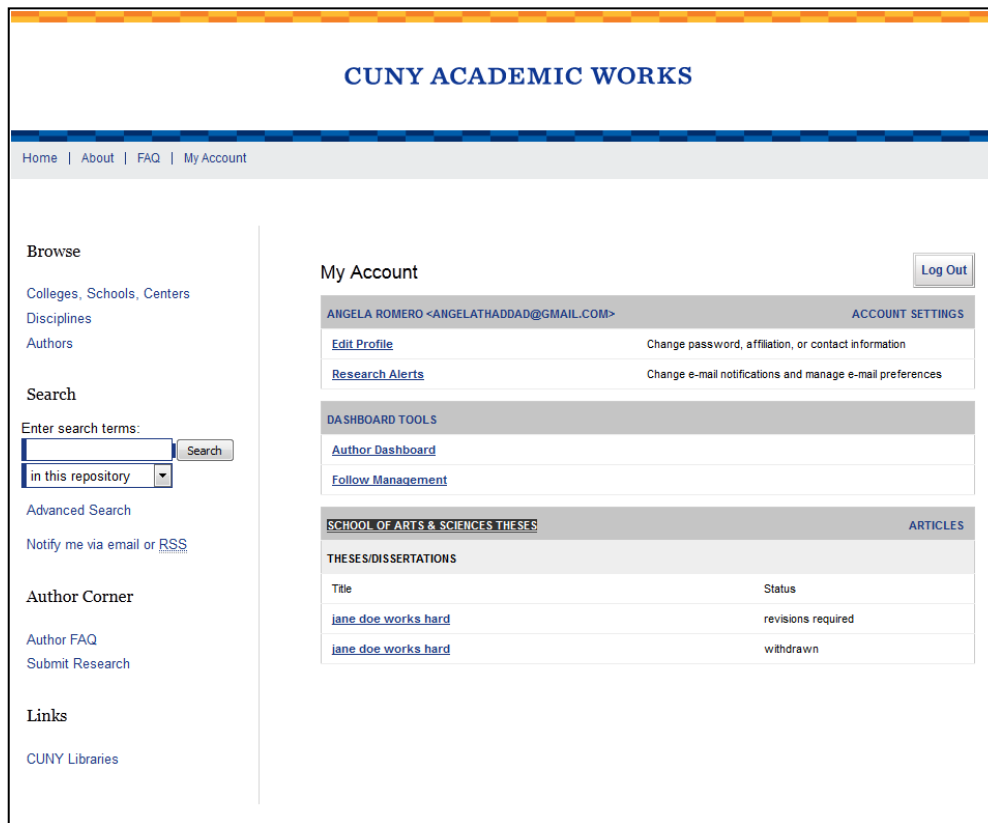 CUNY ACADEMIC WORKS
Home | About | FAQ | My Account
Browse
Colleges, Schools, Centers
Disciplines
Authors
Search
Enter search terms:
Search
in this repository
Advanced Search
Notify me via email or RSS
Author Corner
Author FAQ
Submit Research
Links
CUNY Libraries
My Account
Log Out
ANGELA ROMERO <ANGELATHADDAD@GMAIL.COM> ACCOUNT SETTINGS
Edit Profile Change password, affiliation, or contact information
Research Alerts Change e-mail notifications and manage e-mail preferences
DASHBOARD TOOLS
Author Dashboard
Follow Management
SCHOOL OF ARTS & SCIENCES THESES ARTICLES
THESES/DISSERTATIONS
Title Status
jane doe works hard revisions required
jane doe works hard withdrawn